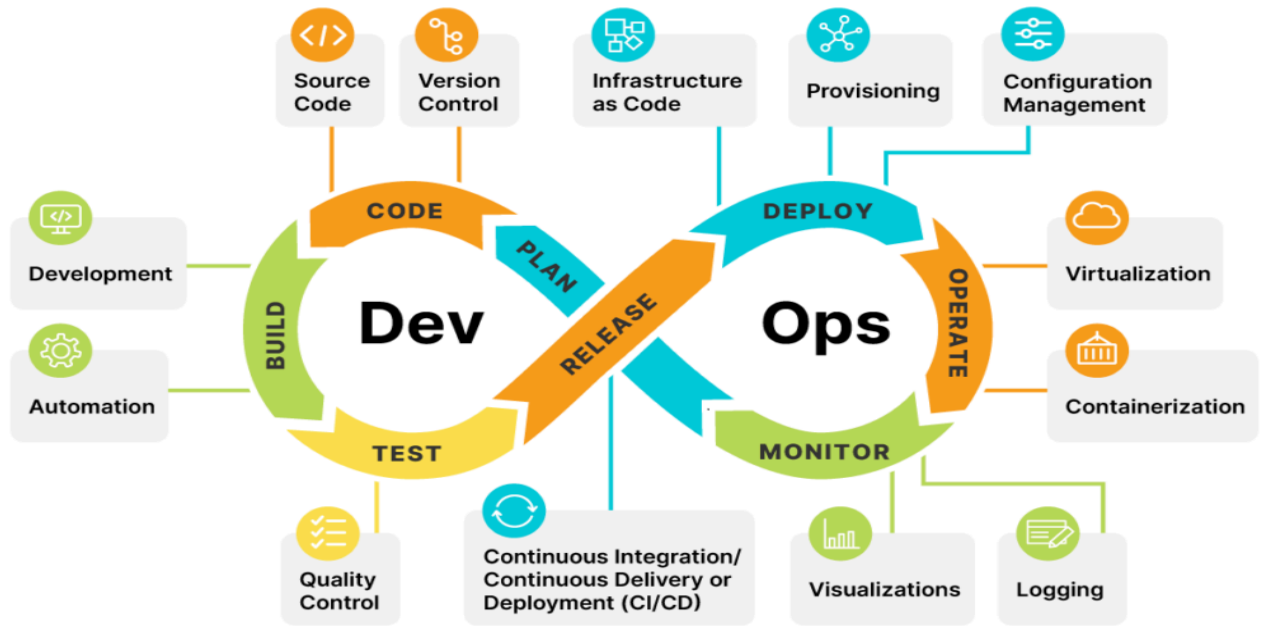 Source
Code
Version
Control
Infrastructure
as Code
Provisioning
Configuration
Management
CODE
DEPLOY
PLAN
Development
Virtualization
BUILD
Dev
RELEASE
Ops
OPERATE
Automation
Containerization
TEST
MONITOR
Quality
Control
Continuous Integration/
Continuous Delivery or
Deployment (CI/CD)
Visualizations
Logging